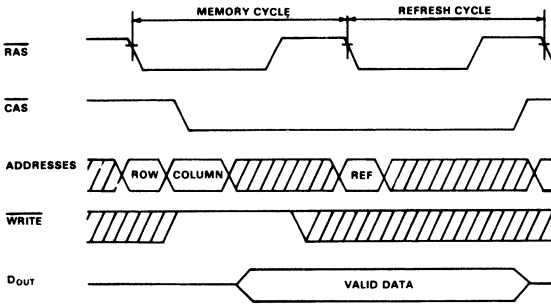 MEMORY CYCLE REFRESH CYCLE
RAS
CAS
ADDRESSES ROW COLUMN REF
WRITE
DOUT VALID DATA